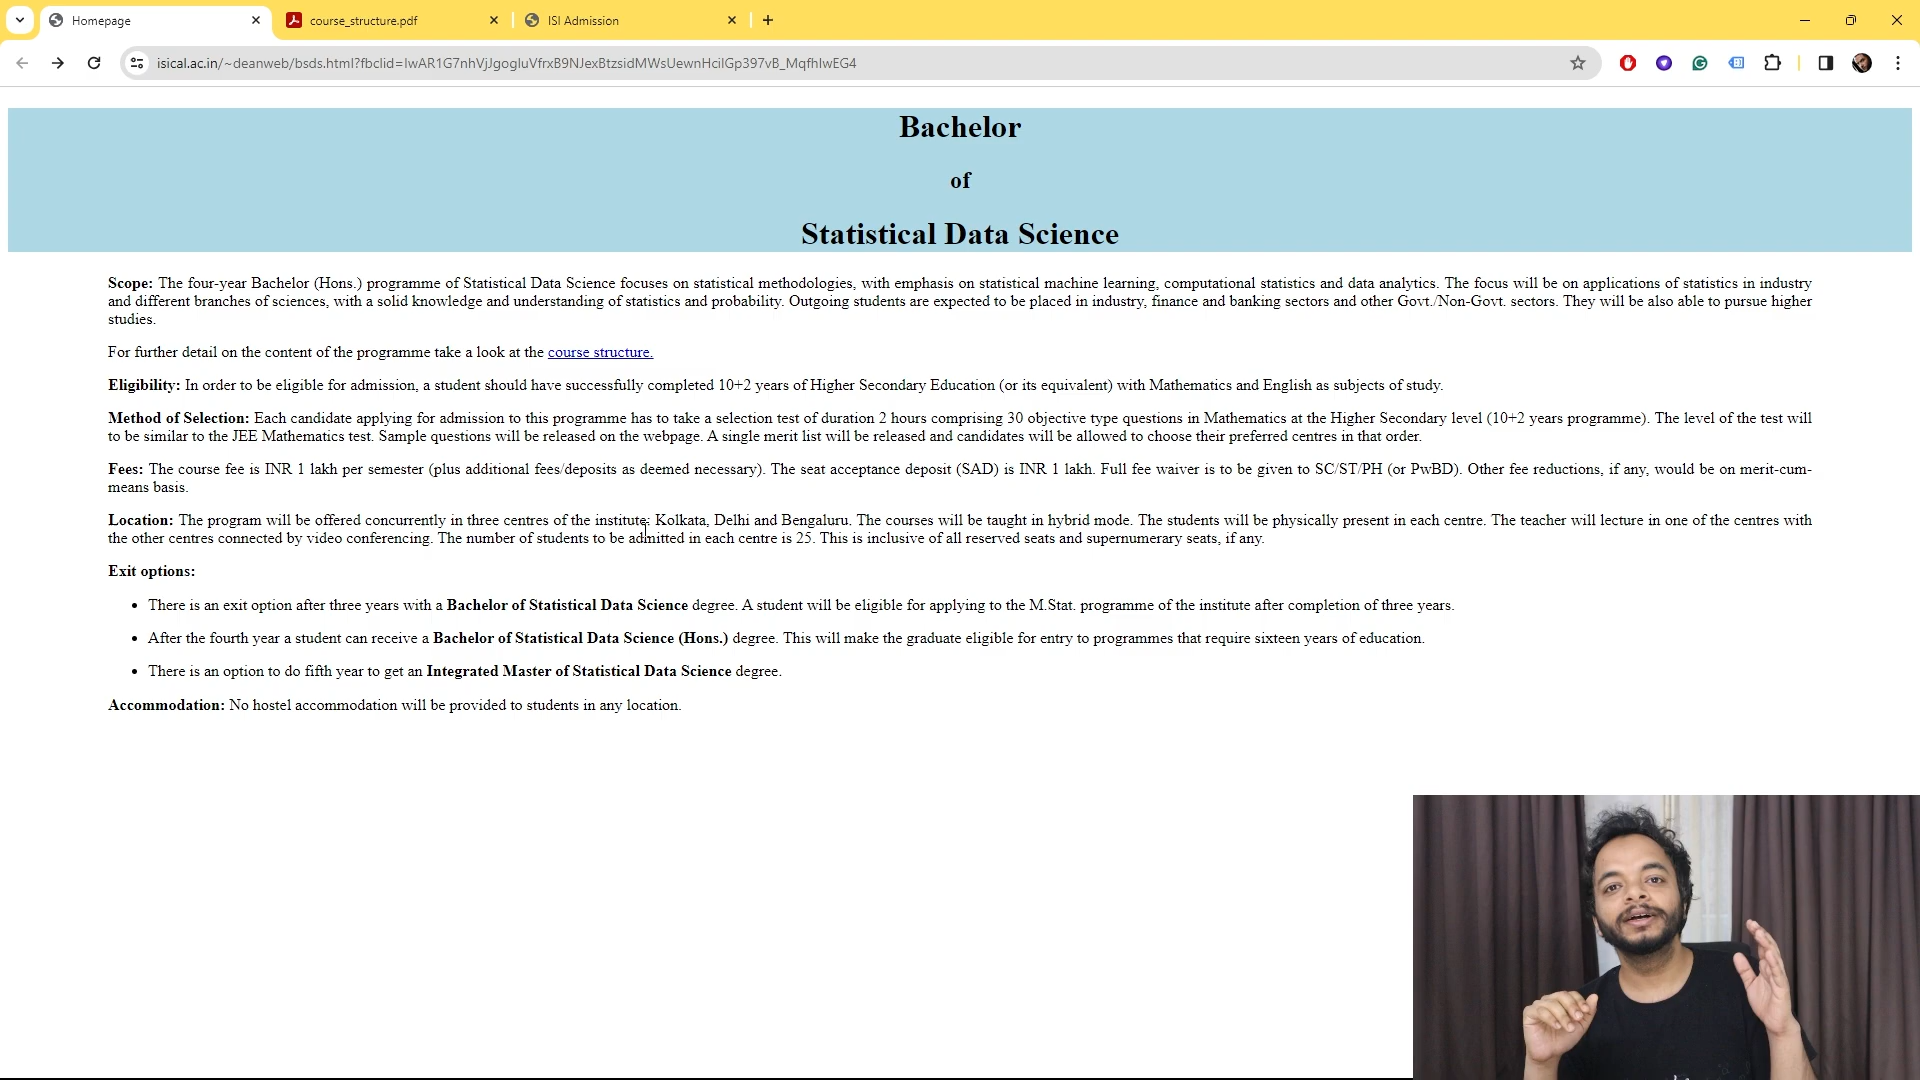 Homepage
course_structure.pdf
ISI Admission
isical.ac.in/~deanweb/bsds.html?fbclid=IwAR1G7nhVjJgogluVfrxB9NJexBtzsidMWsUewnHcilGp397vB_MqfhlwEG4
Bachelor
of
Statistical Data Science
Scope: The four-year Bachelor (Hons.) programme of Statistical Data Science focuses on statistical methodologies, with emphasis on statistical machine learning, computational statistics and data analytics. The focus will be on applications of statistics in industry
and different branches of sciences, with a solid knowledge and understanding of statistics and probability. Outgoing students are expected to be placed in industry, finance and banking sectors and other Govt./Non-Govt. sectors. They will be also able to pursue higher
studies.
For further detail on the content of the programme take a look at the course structure.
Eligibility: In order to be eligible for admission, a student should have successfully completed 10+2 years of Higher Secondary Education (or its equivalent) with Mathematics and English as subjects of study.
Method of Selection: Each candidate applying for admission to this programme has to take a selection test of duration 2 hours comprising 30 objective type questions in Mathematics at the Higher Secondary level (10+2 years programme). The level of the test will
to be similar to the JEE Mathematics test. Sample questions will be released on the webpage. A single merit list will be released and candidates will be allowed to choose their preferred centres in that order.
Fees: The course fee is INR 1 lakh per semester (plus additional fees/deposits as deemed necessary). The seat acceptance deposit (SAD) is INR 1 lakh. Full fee waiver is to be given to SC/ST/PH (or PwBD). Other fee reductions, if any, would be on merit-cum-
means basis.
Location: The program will be offered concurrently in three centres of the institute: Kolkata, Delhi and Bengaluru. The courses will be taught in hybrid mode. The students will be physically present in each centre. The teacher will lecture in one of the centres with
the other centres connected by video conferencing. The number of students to be admitted in each centre is 25. This is inclusive of all reserved seats and supernumerary seats, if any.
Exit options:
• There is an exit option after three years with a Bachelor of Statistical Data Science degree. A student will be eligible for applying to the M.Stat. programme of the institute after completion of three years.
• After the fourth year a student can receive a Bachelor of Statistical Data Science (Hons.) degree. This will make the graduate eligible for entry to programmes that require sixteen years of education.
• There is an option to do fifth year to get an Integrated Master of Statistical Data Science degree.
Accommodation: No hostel accommodation will be provided to students in any location.